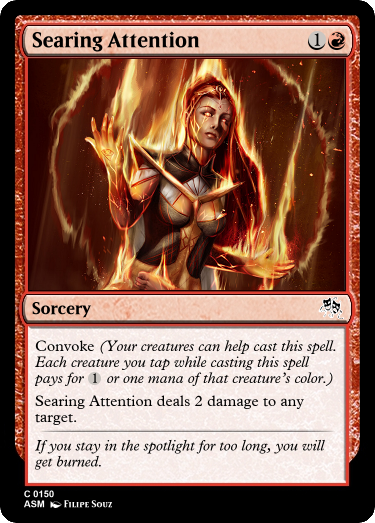 Searing Attention 1
Sorcery
Convoke (Your creatures can help cast this spell.
Each creature you tap while casting this spell
pays for 1 or one mana of that creature's color.)
Searing Attention deals 2 damage to any
target.
If you stay in the spotlight for too long, you will
get burned.
C 0150
ASM Filipe Souz